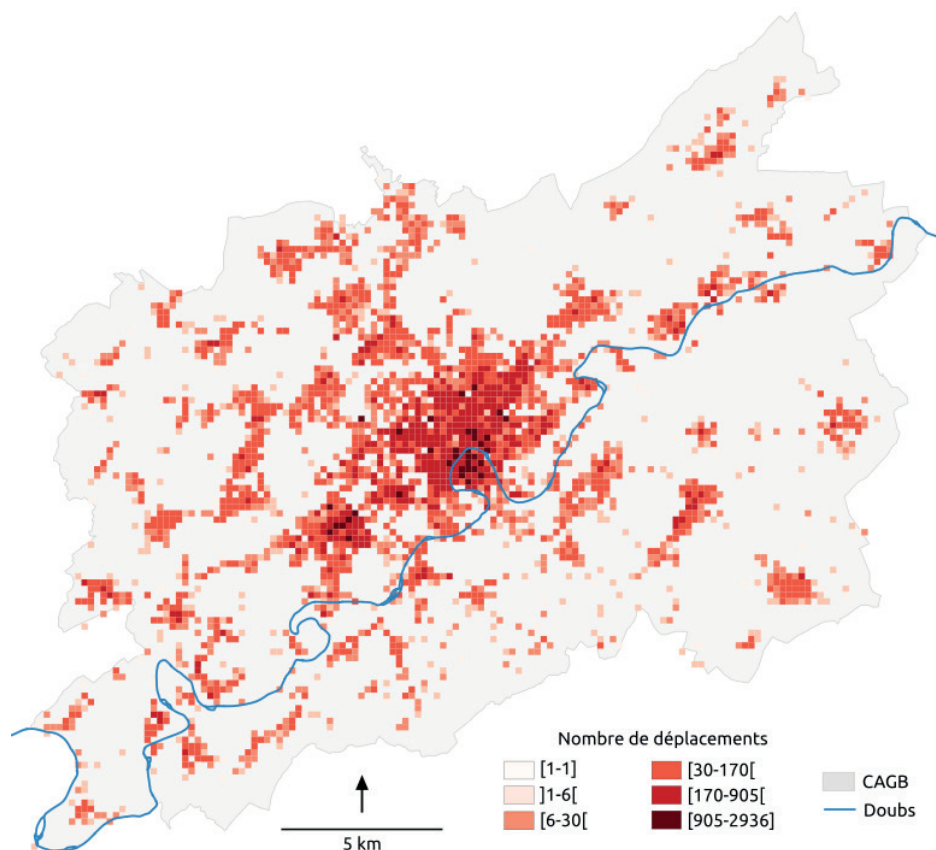 Nombre de déplacements
[1-1]
]1-6[
[6-30[
[30-170[
[170-905[
[905-2936]
CAGB
Doubs
5 km